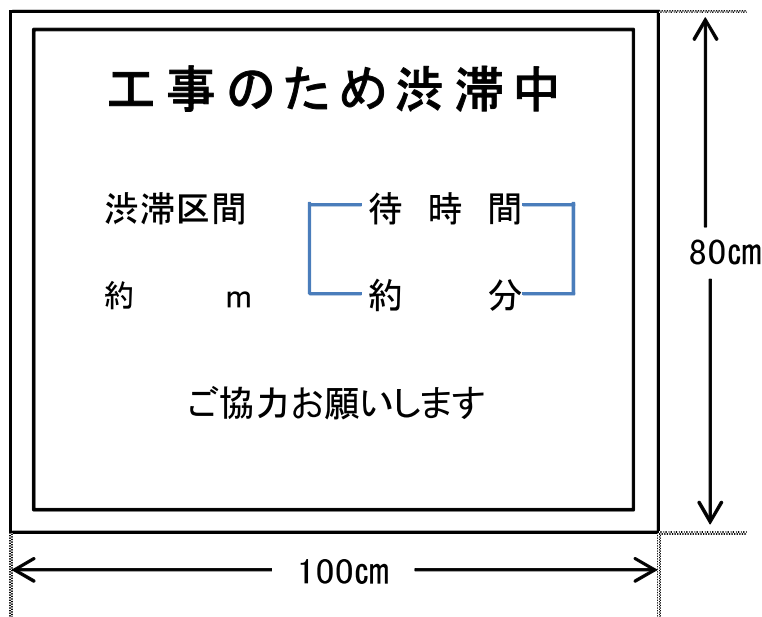 工事のため渋滞中
渋滞区間 待時間
約 m 約 分
ご協力お願いします
80㎝
100㎝